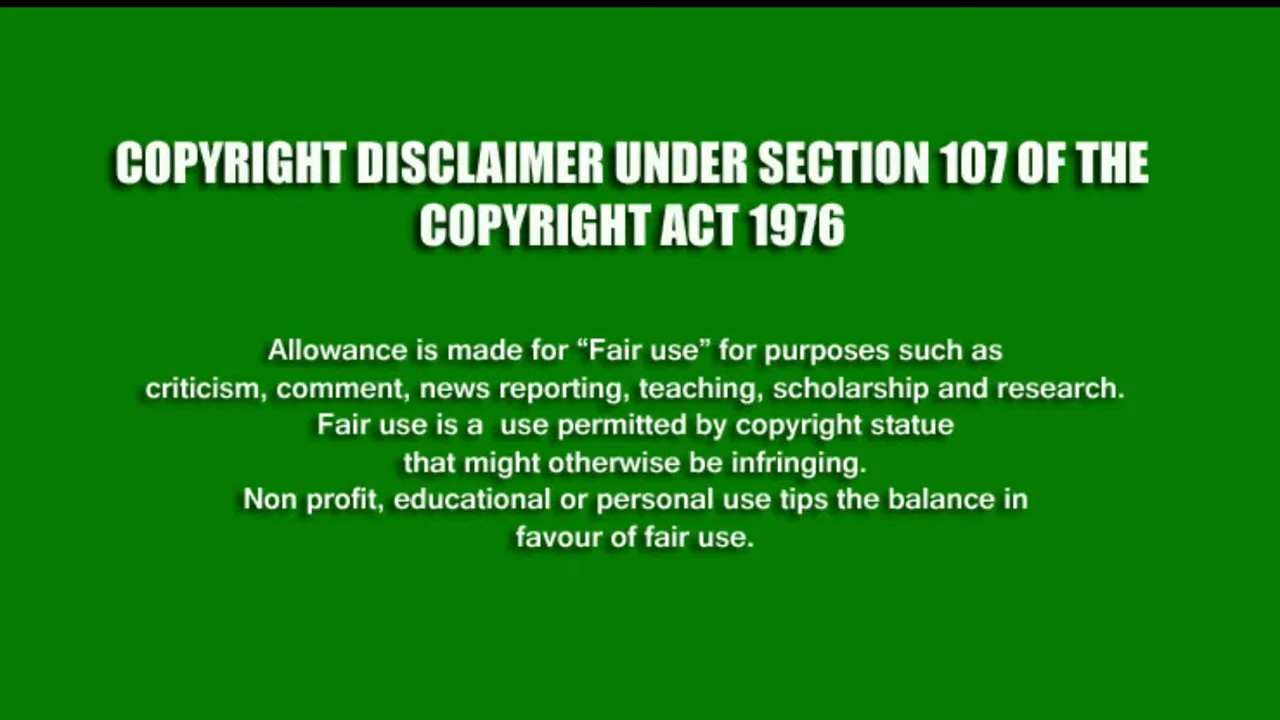 COPYRIGHT DISCLAIMER UNDER SECTION 107 OF THE
COPYRIGHT ACT 1976
Allowance is made for “Fair use” for purposes such as
criticism, comment, news reporting, teaching, scholarship and research.
Fair use is a  use permitted by copyright statue
that might otherwise be infringing.
Non profit, educational or personal use tips the balance in
favour of fair use.